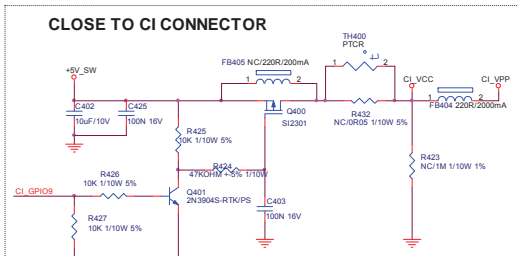 CLOSE TO CI CONNECTOR
TH400
PTCR
FB405 NC/220R/200mA
+5V_SW
1 2
1 2
CI_VCC
CI_VPP
1 2
FB404 220R/2000mA
C402
10uF/10V
C425
100N 16V
Q400
SI2301
R432
NC/0R05 1/10W 5%
R425
10K 1/10W 5%
R424
47KOHM +-5% 1/10W
R423
NC/1M 1/10W 1%
R426
10K 1/10W 5%
CI_GPIO9
Q401
2N3904S-RTK/PS
C403
100N 16V
R427
10K 1/10W 5%